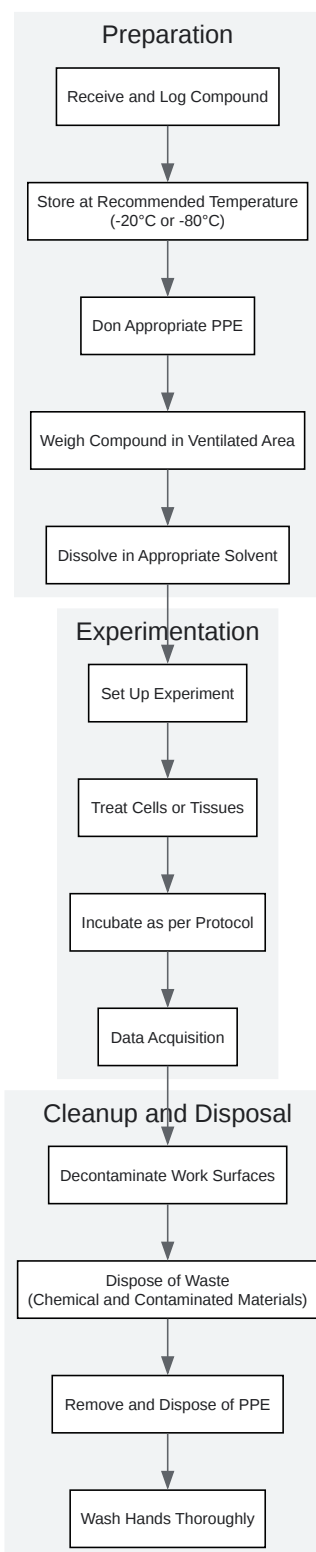 Preparation
Receive and Log Compound
Store at Recommended Temperature
(-20°C or -80°C)
Don Appropriate PPE
Weigh Compound in Ventilated Area
Dissolve in Appropriate Solvent
Experimentation
Set Up Experiment
Treat Cells or Tissues
Incubate as per Protocol
Data Acquisition
Cleanup and Disposal
Decontaminate Work Surfaces
Dispose of Waste
(Chemical and Contaminated Materials)
Remove and Dispose of PPE
Wash Hands Thoroughly